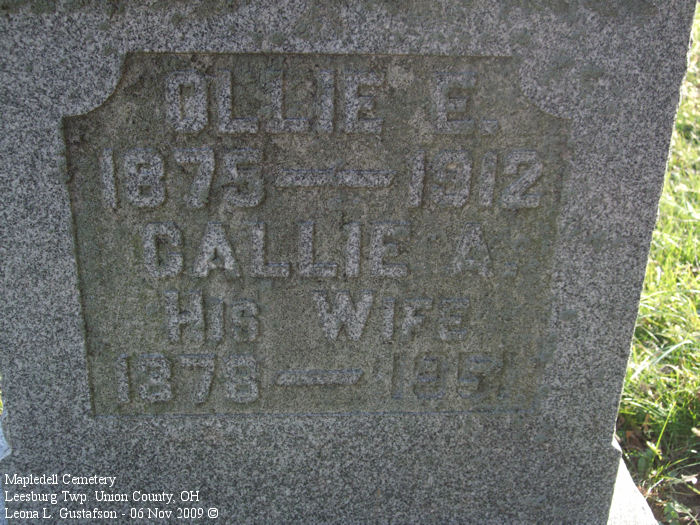 OLLIE E.
1875 — 1912
CALLIE A.
HIS WIFE
1878 — 1951
Mapledell Cemetery
Leesburg Twp. Union County, OH
Leona L. Gustafson - 06 Nov 2009 ©